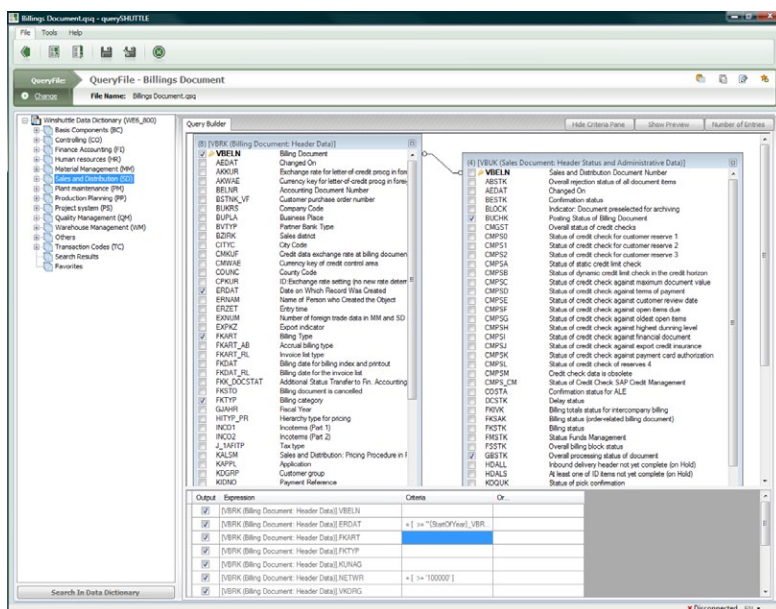 Billings Document.qsq - querySHUTTLE
File Tools Help
QueryFile: QueryFile - Billings Document
Change File Name: Billings Document.qsq
Winshuttle Data Dictionary (WE6_800)
Basis Components (BC)
Controlling (CO)
Finance Accounting (FI)
Human resources (HR)
Material Management (MM)
Sales and Distribution (SD)
Plant maintenance (PM)
Production Planning (PP)
Project system (PS)
Quality Management (QM)
Warehouse Management (WM)
Others
Transaction Codes (TC)
Search Results
Favorites
Search In Data Dictionary
Query Builder
Hide Criteria Pane Show Preview Number of Entries
(8) [VBRK (Billing Document: Header Data)]
VBELN Billing Document
AEDAT Changed On
AKKUR Exchange rate for letter-of-credit procg in foreig
AKWAE Currency key for letter-of-credit procg in foreig
BELNR Accounting Document Number
BSTNK_VF Customer purchase order number
BUKRS Company Code
BUPLA Business Place
BVTYP Partner Bank Type
BZIRK Sales district
CITYC City Code
CMKUF Credit data exchange rate at billing documen
CMWAE Currency key of credit control area
COUNC County Code
CPKUR ID:Exchange rate setting (no new rate determ
ERDAT Date on Which Record Was Created
ERNAM Name of Person who Created the Object
ERZET Entry time
EXNUM Number of foreign trade data in MM and SD
EXPKZ Export indicator
FKART Billing Type
FKART_AB Accrual billing type
FKART_RL Invoice list type
FKDAT Billing date for billing index and printout
FKDAT_RL Billing date for the invoice list
FKK_DOCSTAT Additional Status Transfer to Fin. Accounting
FKSTO Billing document is cancelled
FKTYP Billing category
GJAHR Fiscal Year
HITYP_PR Hierarchy type for pricing
INCO1 Incoterms (Part 1)
INCO2 Incoterms (Part 2)
J_1AFITP Tax type
KALSM Sales and Distribution: Pricing Procedure in F
KAPPL Application
KDGRP Customer group
KIDNO Payment Reference
(4) [VBUK (Sales Document: Header Status and Administrative Data)]
VBELN Sales and Distribution Document Number
ABSTK Overall rejection status of all document items
AEDAT Changed On
BESTK Confirmation status
BLOCK Indicator: Document preselected for archiving
BUCHK Posting Status of Billing Document
CMGST Overall status of credit checks
CMPS0 Status of credit check for customer reserve 1
CMPS1 Status of credit check for customer reserve 2
CMPS2 Status of credit check for customer reserve 3
CMPSA Status of static credit limit check
CMPSB Status of dynamic credit limit check in the credit horizon
CMPSC Status of credit check against maximum document value
CMPSD Status of credit check against terms of payment
CMPSE Status of credit check against customer review date
CMPSF Status of credit check against open items due
CMPSG Status of credit check against oldest open items
CMPSH Status of credit check against highest dunning level
CMPSI Status of credit check against financial document
CMPSJ Status of credit check against export credit insurance
CMPSK Status of credit check against payment card authorization
CMPSL Status of credit check of reserves 4
CMPSM Credit check data is obsolete
CMPS_CM Status of Credit Check SAP Credit Management
COSTA Confirmation status for ALE
DCSTK Delay status
FKIVK Billing totals status for intercompany billing
FKSAK Billing status (order-related billing document)
FKSTK Billing status
FMSTK Status Funds Management
FSSTK Overall billing block status
GBSTK Overall processing status of document
HDALL Inbound delivery header not yet complete (on Hold)
HDALS At least one of ID items not yet complete (on Hold)
KOQUK Status of pick confirmation
Output Expression Criteria Or...
[VBRK (Billing Document: Header Data)].VBELN
[VBRK (Billing Document: Header Data)].ERDAT = [ >= '"{StartOfYear}_VBR...
[VBRK (Billing Document: Header Data)].FKART
[VBRK (Billing Document: Header Data)].FKTYP
[VBRK (Billing Document: Header Data)].KUNAG
[VBRK (Billing Document: Header Data)].NETWR = [ >= '100000' ]
[VBRK (Billing Document: Header Data)].VKORG
Disconnected EN